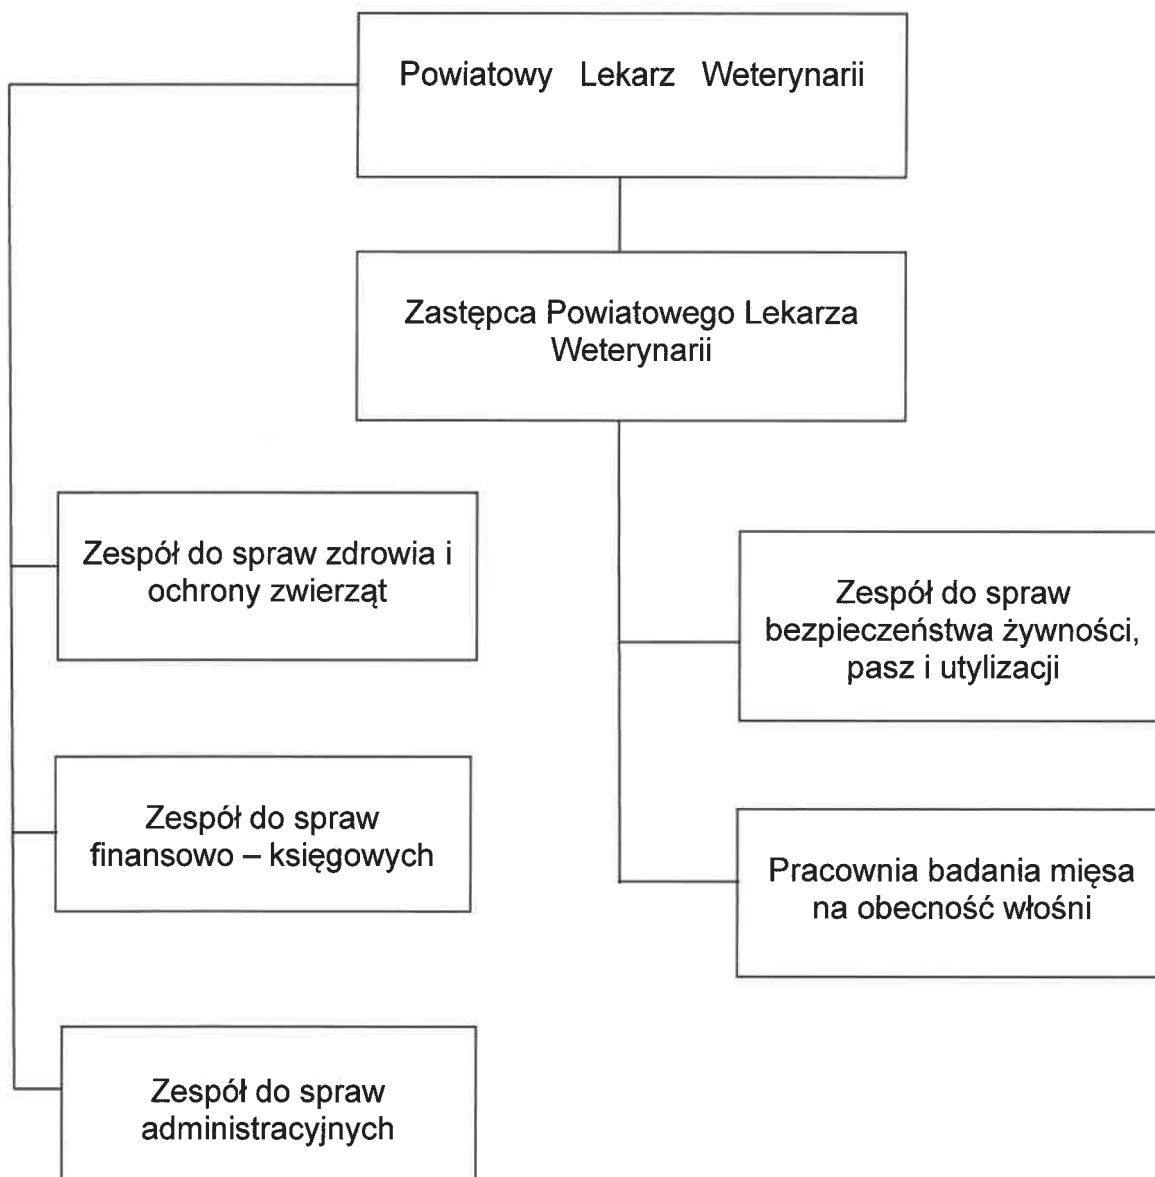 Powiatowy Lekarz Weterynarii
Zastępca Powiatowego Lekarza
Weterynarii
Zespół do spraw zdrowia i
ochrony zwierząt
Zespół do spraw
bezpieczeństwa żywności,
pasz i utylizacji
Zespół do spraw
finansowo – księgowych
Pracownia badania mięsa
na obecność włośni
Zespół do spraw
administracyjnych